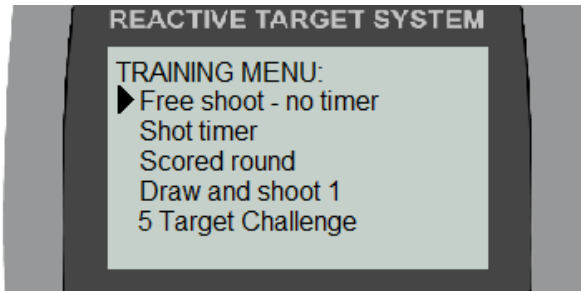 REACTIVE TARGET SYSTEM
TRAINING MENU:
Free shoot - no timer
Shot timer
Scored round
Draw and shoot 1
5 Target Challenge